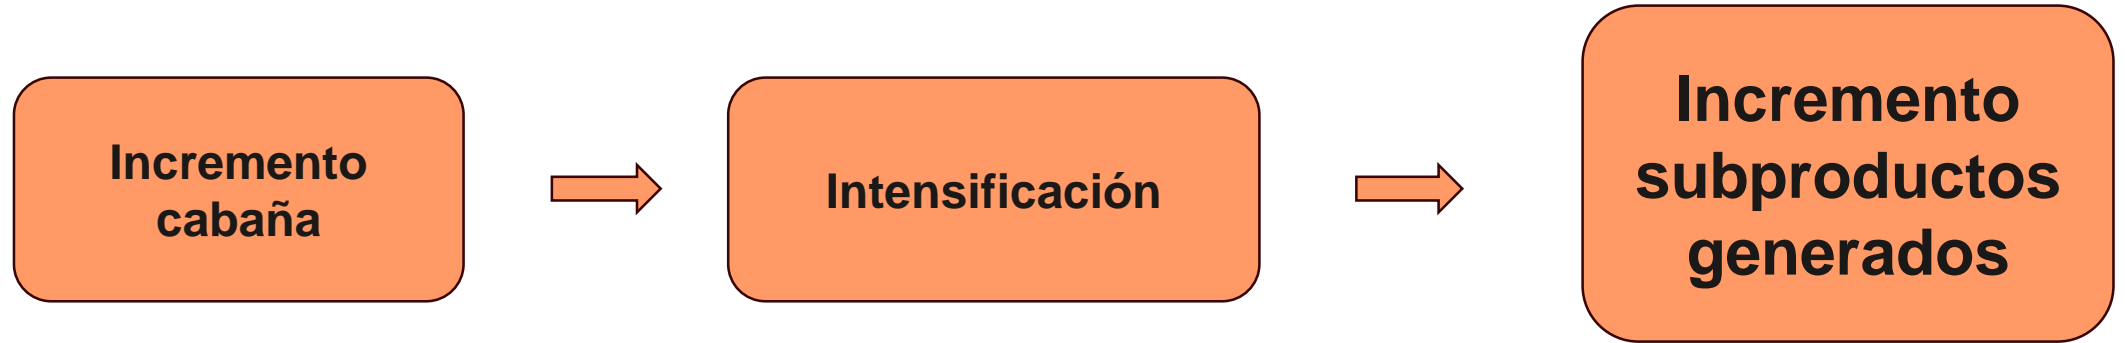 Incremento
cabaña
Intensificación
Incremento
subproductos
generados